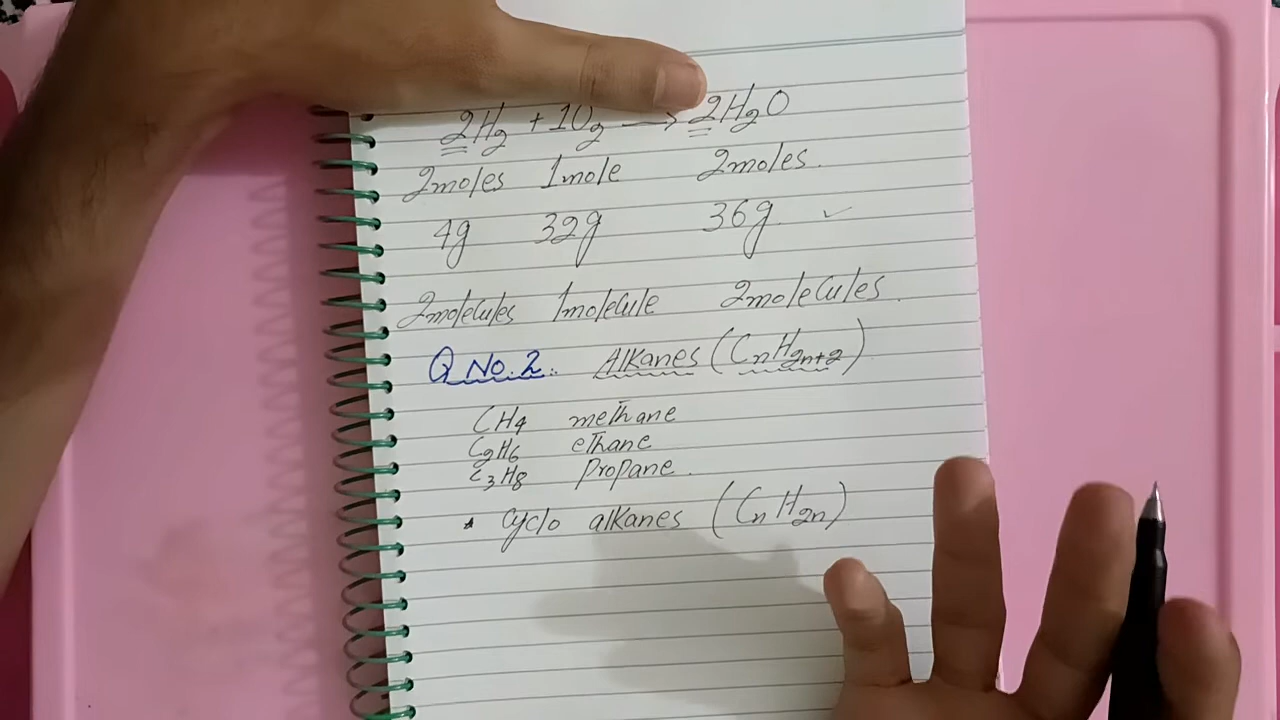 2H2 + 1O2 → 2H2O
2moles 1mole 2moles.
4g 32g 36g ✓
2molecules 1molecule 2molecules.
Q No.2. Alkanes (CnH2n+2)
CH4 methane
C2H6 ethane
C3H8 propane.
* Cyclo alkanes (CnH2n)